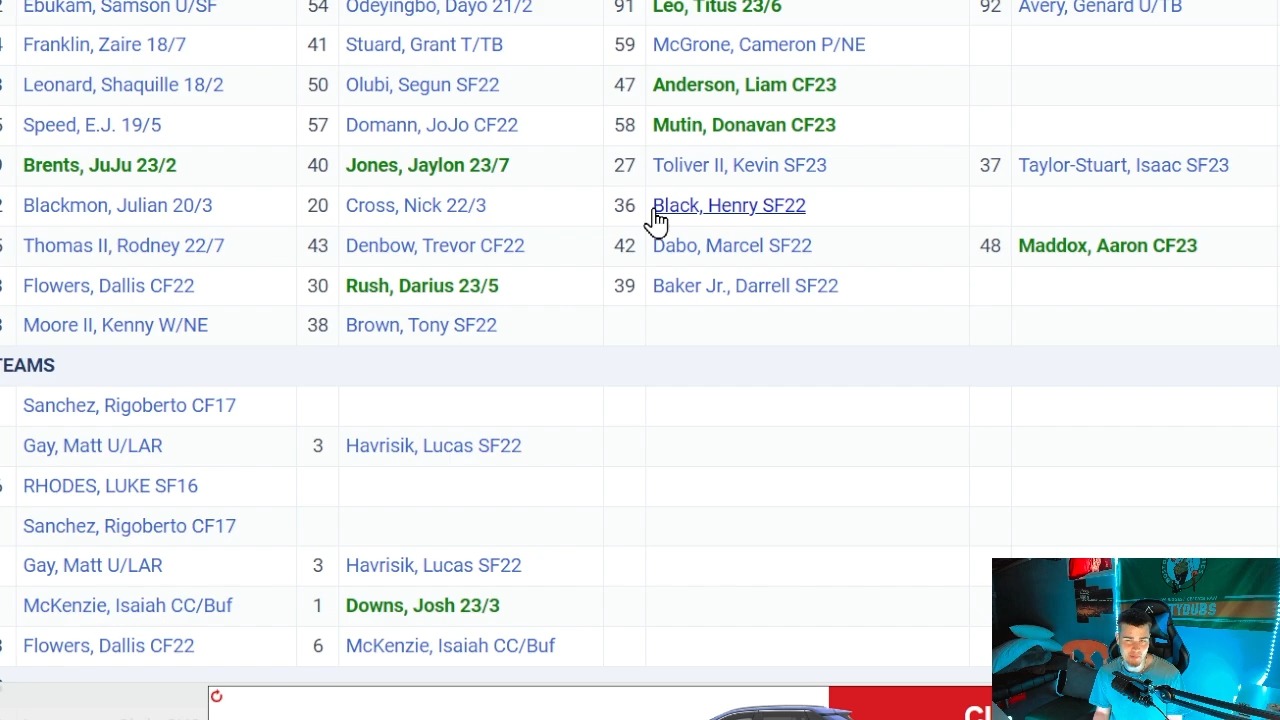 Ebukam, Samson U/SF 54 Odeyingbo, Dayo 21/2 91 Leo, Titus 23/6 92 Avery, Genard U/TB
Franklin, Zaire 18/7 41 Stuard, Grant T/TB 59 McGrone, Cameron P/NE
Leonard, Shaquille 18/2 50 Olubi, Segun SF22 47 Anderson, Liam CF23
Speed, E.J. 19/5 57 Domann, JoJo CF22 58 Mutin, Donavan CF23
Brents, JuJu 23/2 40 Jones, Jaylon 23/7 27 Toliver II, Kevin SF23 37 Taylor-Stuart, Isaac SF23
Blackmon, Julian 20/3 20 Cross, Nick 22/3 36 Black, Henry SF22
Thomas II, Rodney 22/7 43 Denbow, Trevor CF22 42 Dabo, Marcel SF22 48 Maddox, Aaron CF23
Flowers, Dallis CF22 30 Rush, Darius 23/5 39 Baker Jr., Darrell SF22
Moore II, Kenny W/NE 38 Brown, Tony SF22
TEAMS
Sanchez, Rigoberto CF17
Gay, Matt U/LAR 3 Havrisik, Lucas SF22
RHODES, LUKE SF16
Sanchez, Rigoberto CF17
Gay, Matt U/LAR 3 Havrisik, Lucas SF22
McKenzie, Isaiah CC/Buf 1 Downs, Josh 23/3
Flowers, Dallis CF22 6 McKenzie, Isaiah CC/Buf